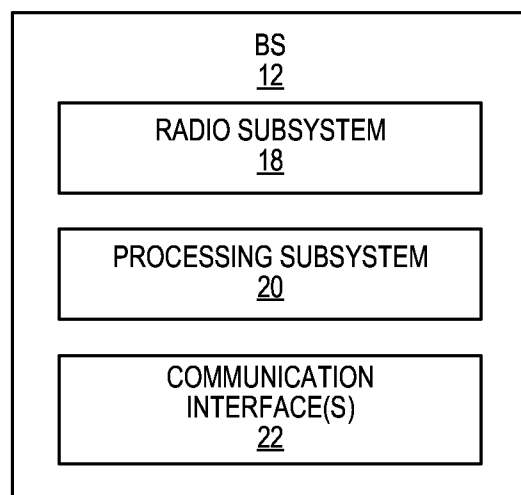 BS
12
RADIO SUBSYSTEM
18
PROCESSING SUBSYSTEM
20
COMMUNICATION
INTERFACE(S)
22